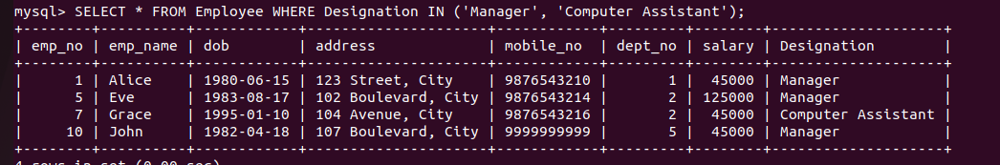 mysql> SELECT * FROM Employee WHERE Designation IN ('Manager', 'Computer Assistant');
+--------+----------+------------+--------------------+------------+---------+--------+--------------------+
| emp_no | emp_name | dob        | address            | mobile_no  | dept_no | salary | Designation        |
+--------+----------+------------+--------------------+------------+---------+--------+--------------------+
|      1 | Alice    | 1980-06-15 | 123 Street, City   | 9876543210 |       1 |  45000 | Manager            |
|      5 | Eve      | 1983-08-17 | 102 Boulevard, City | 9876543214 |       2 | 125000 | Manager            |
|      7 | Grace    | 1995-01-10 | 104 Avenue, City   | 9876543216 |       2 |  45000 | Computer Assistant |
|     10 | John     | 1982-04-18 | 107 Boulevard, City | 9999999999 |       5 |  45000 | Manager            |
+--------+----------+------------+--------------------+------------+---------+--------+--------------------+
4 rows in set (0.00 sec)